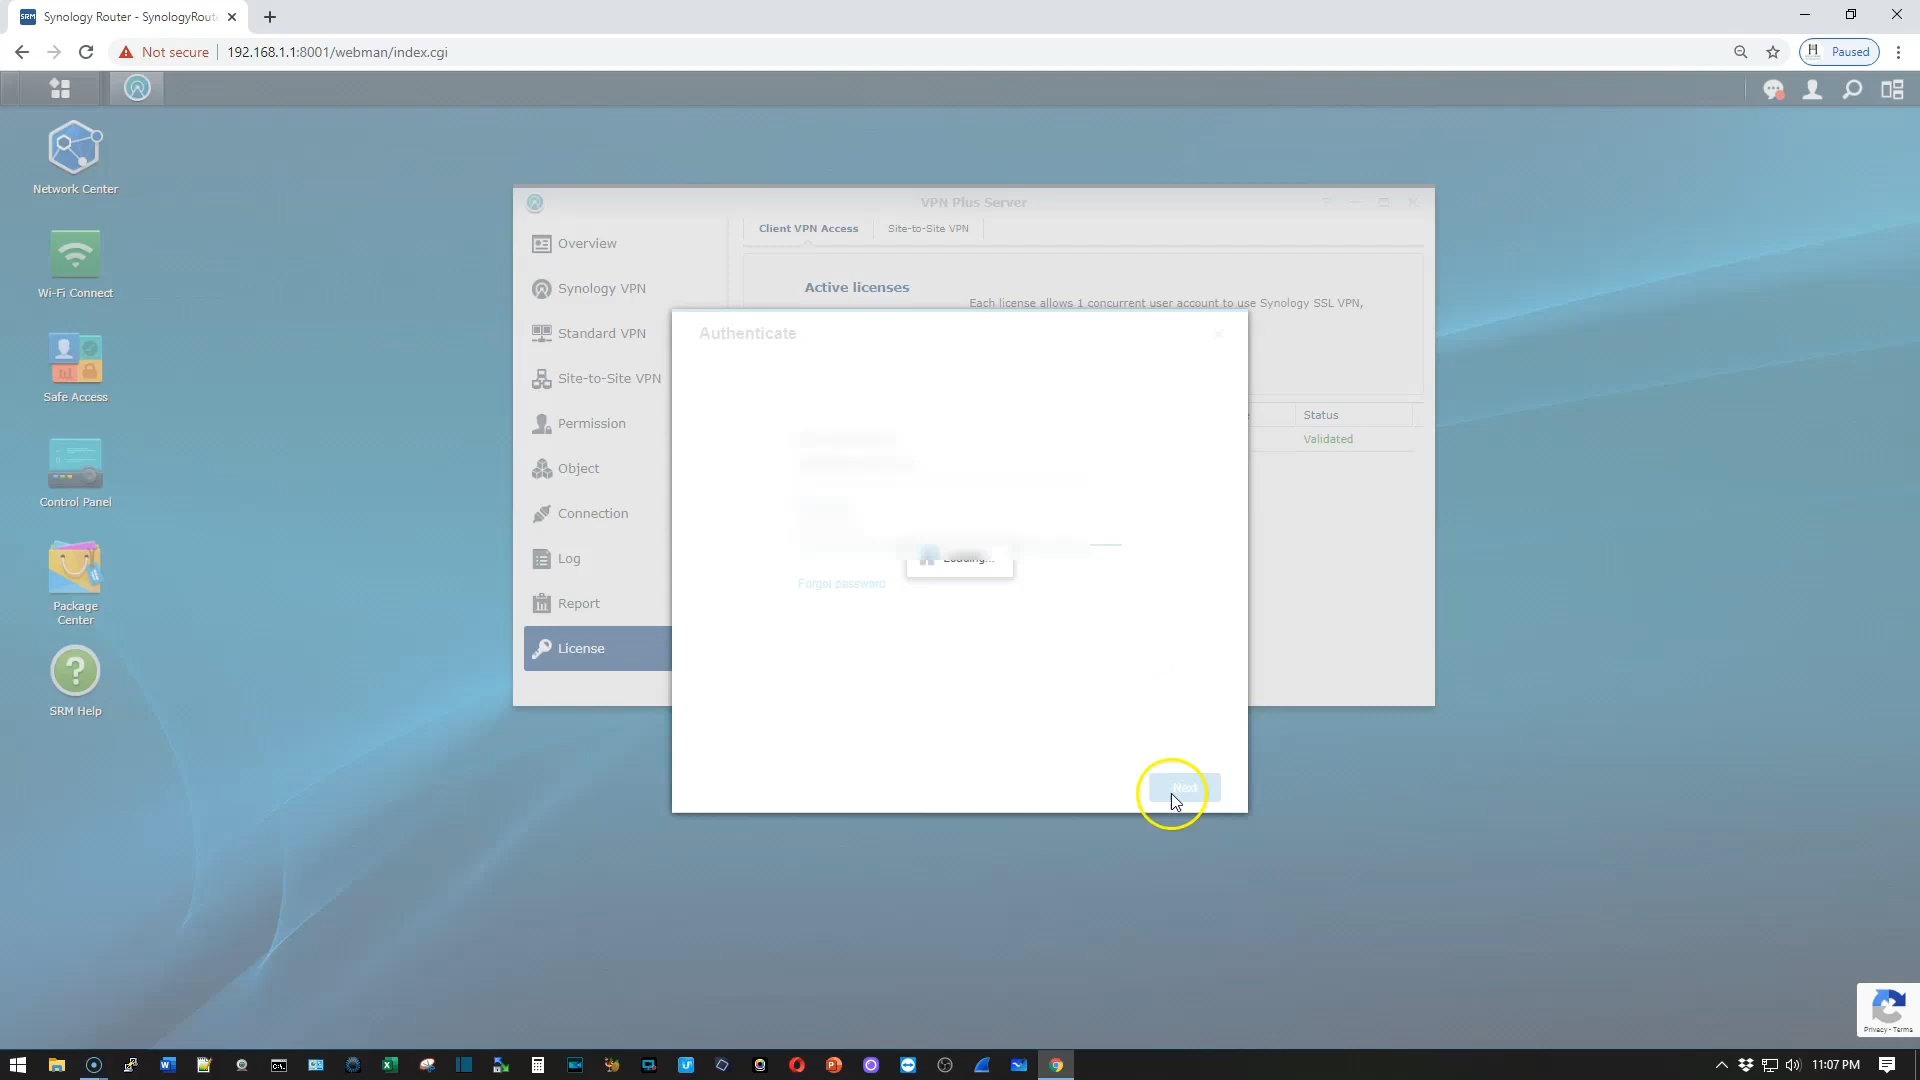 Synology Router - SynologyRout
Not secure
192.168.1.1:8001/webman/index.cgi
Paused
Network Center
Wi-Fi Connect
Safe Access
Control Panel
Package
Center
SRM Help
VPN Plus Server
Overview
Synology VPN
Standard VPN
Site-to-Site VPN
Permission
Object
Connection
Log
Report
License
Client VPN Access
Site-to-Site VPN
Active licenses
Each license allows 1 concurrent user account to use Synology SSL VPN,
Status
Validated
Authenticate
Loading...
Forgot password
Next
Privacy - Terms
11:07 PM